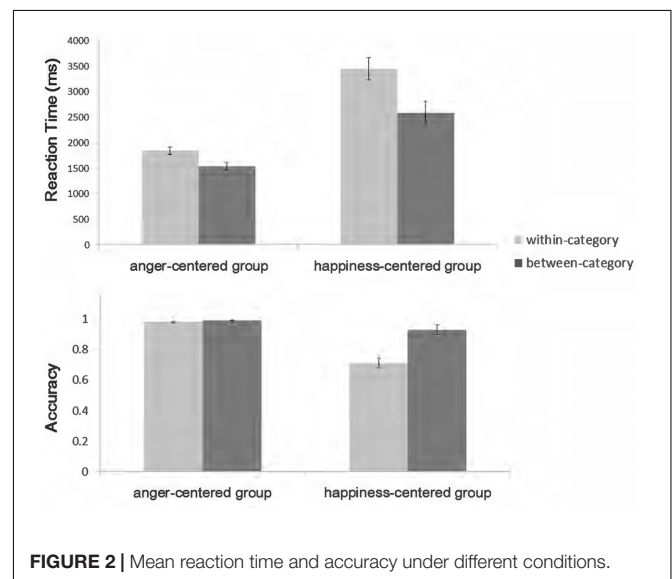 Reaction Time (ms)
4000
3500
3000
2500
2000
1500
1000
500
0
anger-centered group
happiness-centered group
within-category
between-category
Accuracy
1
0.8
0.6
0.4
0.2
0
anger-centered group
happiness-centered group
FIGURE 2 | Mean reaction time and accuracy under different conditions.